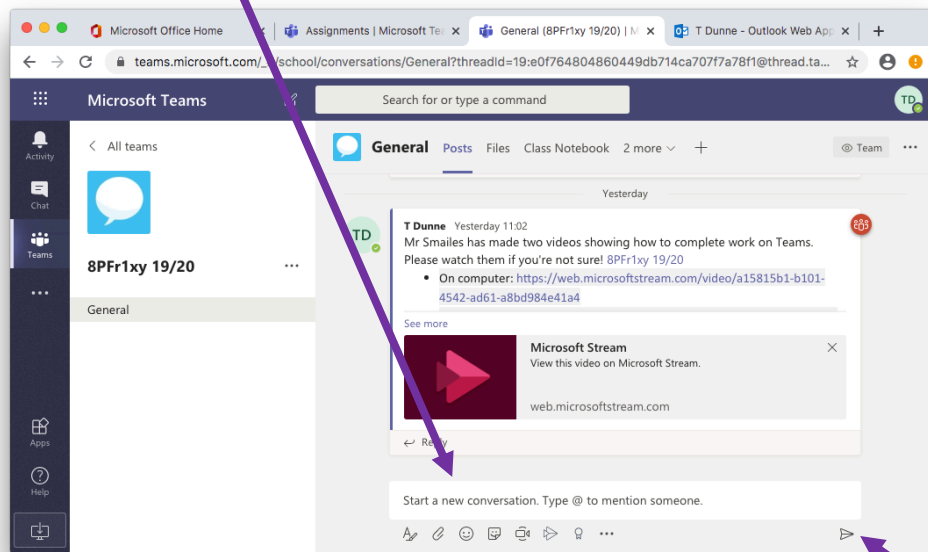 Microsoft Office Home
Assignments | Microsoft Te
General (8PFr1xy 19/20) | M
T Dunne - Outlook Web App
teams.microsoft.com/_#/school/conversations/General?threadId=19:e0f764804860449db714ca707f7a78f1@thread.ta...
Microsoft Teams
Search for or type a command
TD
Activity
Chat
Teams
Apps
Help
All teams
8PFr1xy 19/20
General
General Posts Files Class Notebook 2 more
Team
Yesterday
TD
T Dunne Yesterday 11:02
Mr Smailes has made two videos showing how to complete work on Teams.
Please watch them if you're not sure! 8PFr1xy 19/20
• On computer: https://web.microsoftstream.com/video/a15815b1-b101-
4542-ad61-a8bd984e41a4
See more
Microsoft Stream
View this video on Microsoft Stream.
web.microsoftstream.com
Reply
Start a new conversation. Type @ to mention someone.